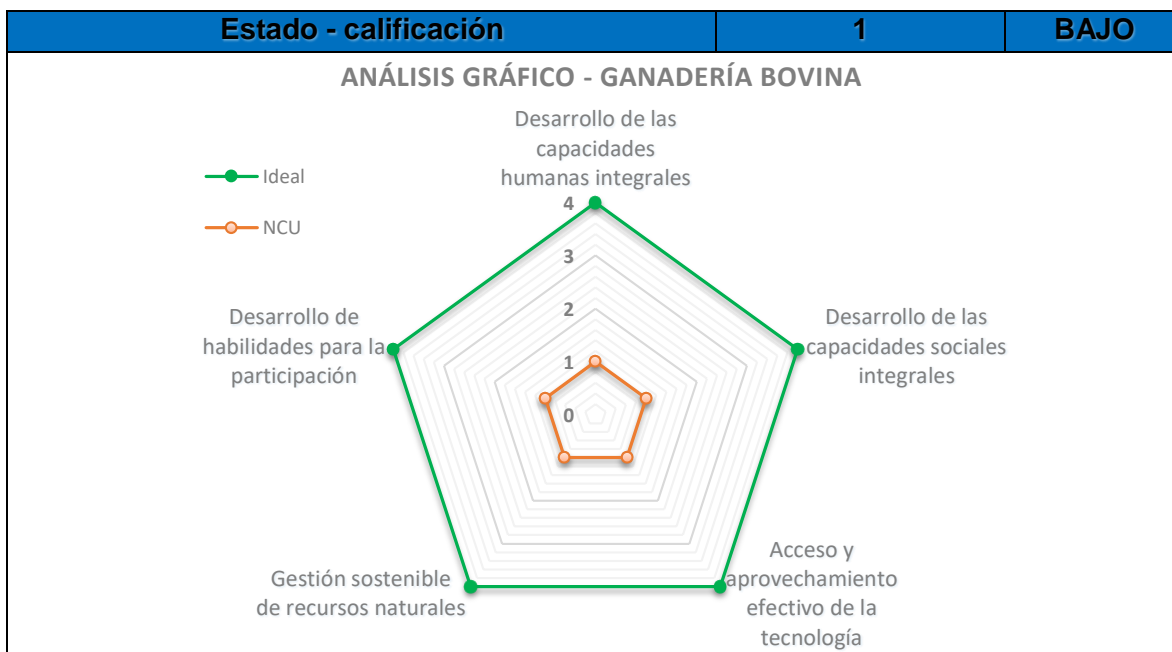 Estado - calificación 1 BAJO
ANÁLISIS GRÁFICO - GANADERÍA BOVINA
Desarrollo de las
capacidades
humanas integrales
Ideal
NCU
4
3
2
1
0
Desarrollo de
habilidades para la
participación
Desarrollo de las
capacidades sociales
integrales
Gestión sostenible
de recursos naturales
Acceso y
aprovechamiento
efectivo de la
tecnología